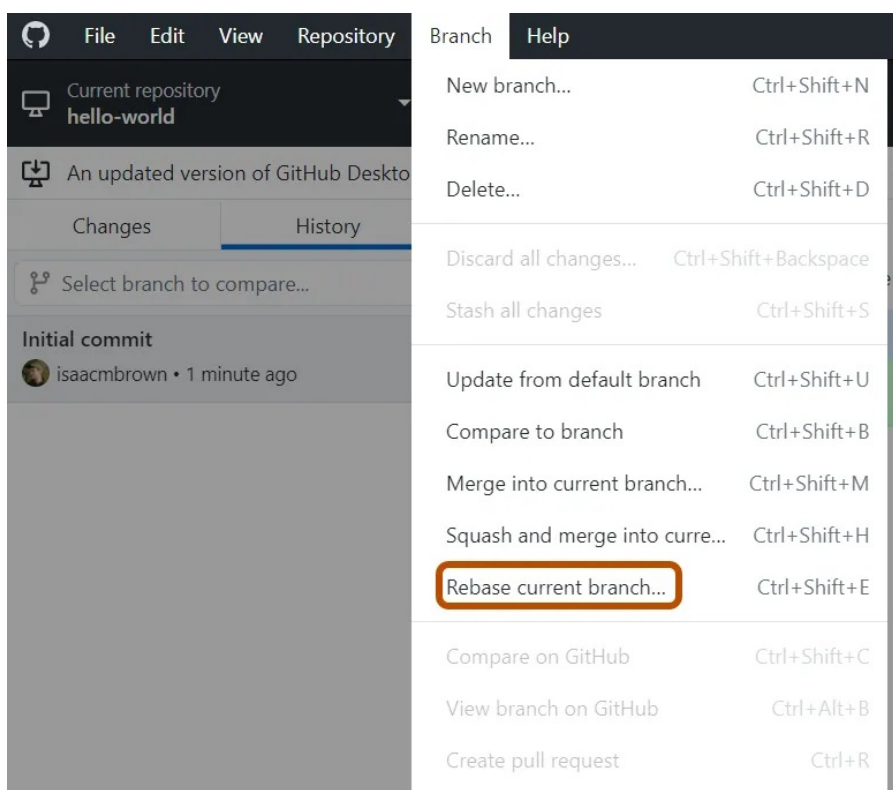 File Edit View Repository Branch Help
Current repository
hello-world
An updated version of GitHub Deskto
Changes History
Select branch to compare...
Initial commit
isaacmbrown • 1 minute ago
New branch... Ctrl+Shift+N
Rename... Ctrl+Shift+R
Delete... Ctrl+Shift+D
Discard all changes... Ctrl+Shift+Backspace
Stash all changes Ctrl+Shift+S
Update from default branch Ctrl+Shift+U
Compare to branch Ctrl+Shift+B
Merge into current branch... Ctrl+Shift+M
Squash and merge into curre... Ctrl+Shift+H
Rebase current branch... Ctrl+Shift+E
Compare on GitHub Ctrl+Shift+C
View branch on GitHub Ctrl+Alt+B
Create pull request Ctrl+R